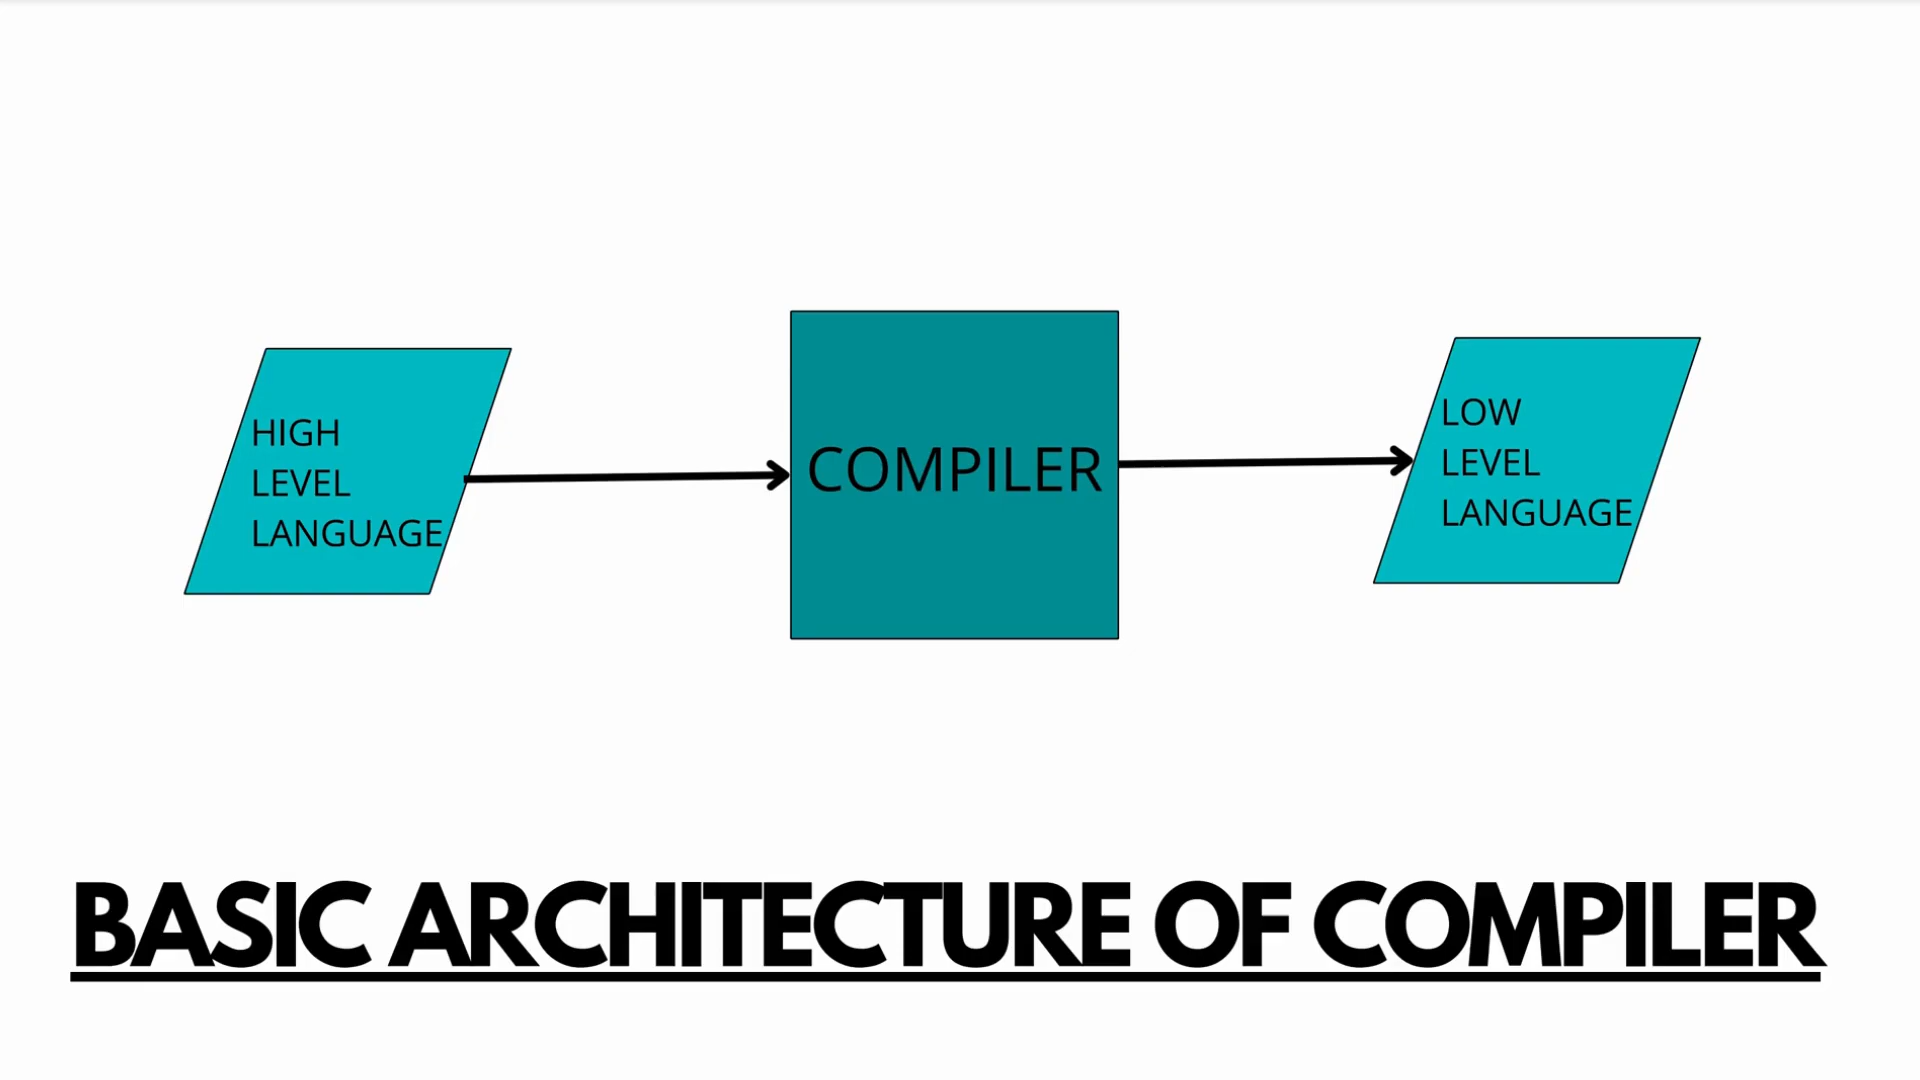 HIGH
LEVEL
LANGUAGE
COMPILER
LOW
LEVEL
LANGUAGE
BASIC ARCHITECTURE OF COMPILER